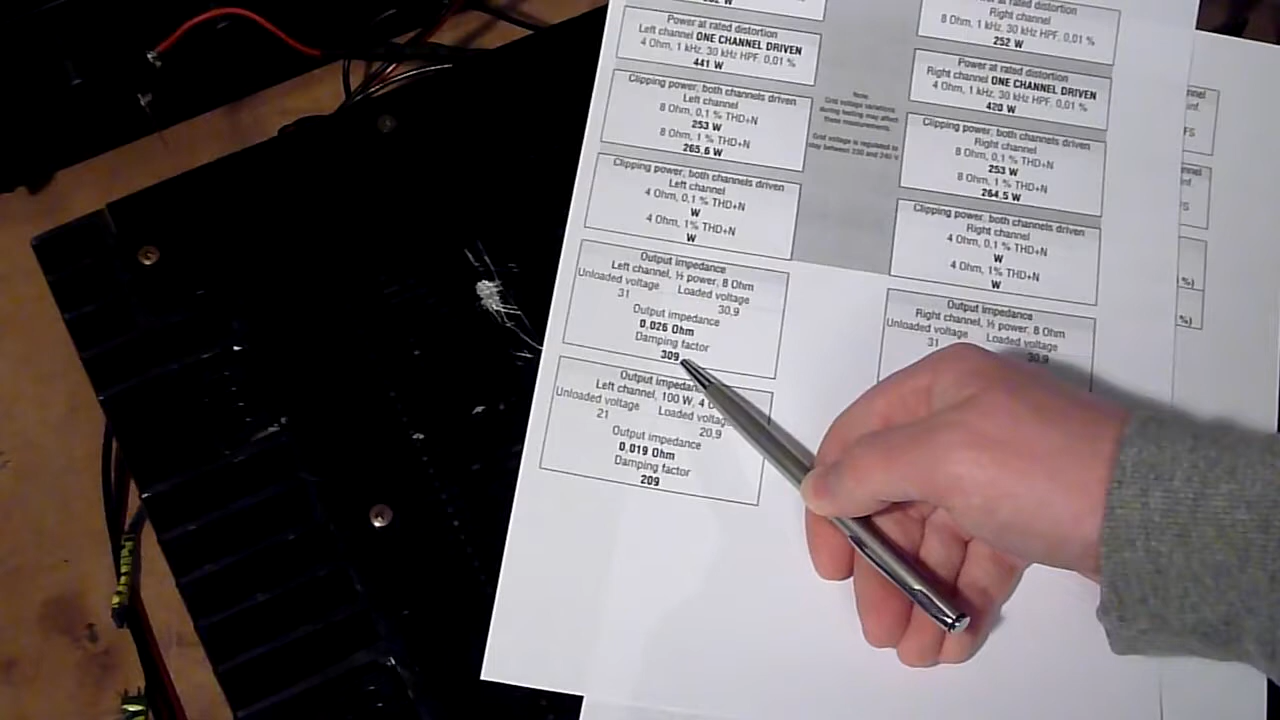 Power at rated distortion
Left channel ONE CHANNEL DRIVEN
4 Ohm, 1 kHz, 30 kHz HPF, 0,01 %
441 W
Clipping power, both channels driven
Left channel
8 Ohm, 0,1 % THD+N
253 W
8 Ohm, 1 % THD+N
265,6 W
Clipping power, both channels driven
Left channel
4 Ohm, 0,1 % THD+N
W
4 Ohm, 1% THD+N
W
Output impedance
Left channel, ½ power, 8 Ohm
Unloaded voltage Loaded voltage
31 30,9
Output impedance
0,026 Ohm
Damping factor
309
Output impedance
Left channel, 100 W, 4
Unloaded voltage Loaded voltage
21 20,9
Output impedance
0,019 Ohm
Damping factor
209
Note:
Grid voltage variations
during testing may affect
these measurements.
Grid voltage is regulated to
stay between 230 and 240 V
at rated distortion
Right channel
8 Ohm, 1 kHz, 30 kHz HPF, 0,01 %
252 W
Power at rated distortion
Right channel ONE CHANNEL DRIVEN
4 Ohm, 1 kHz, 30 kHz HPF, 0,01 %
420 W
Clipping power, both channels driven
Right channel
8 Ohm, 0,1 % THD+N
253 W
8 Ohm, 1 % THD+N
264,5 W
Clipping power, both channels driven
Right channel
4 Ohm, 0,1 % THD+N
W
4 Ohm, 1% THD+N
W
Output impedance
Right channel, ½ power, 8 Ohm
Unloaded voltage Loaded voltage
31 30,9